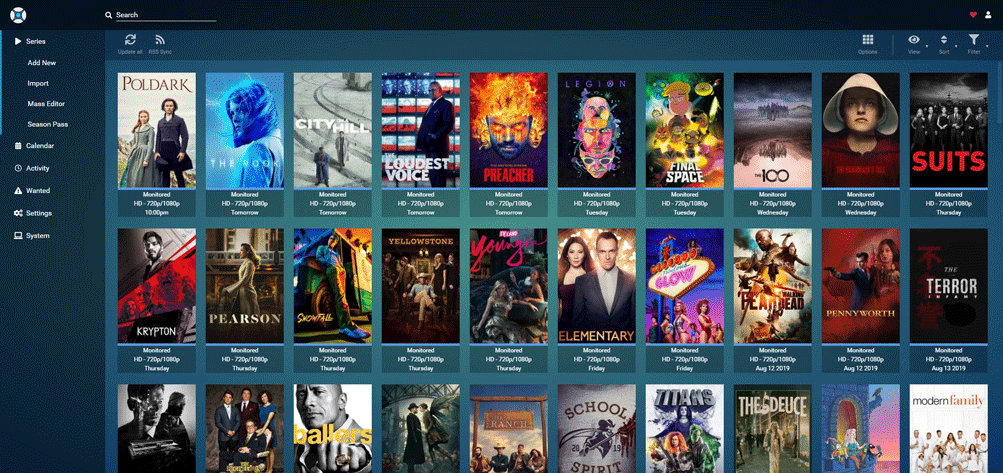 Search
Series
Add New
Import
Mass Editor
Season Pass
Calendar
Activity
Wanted
Settings
System
Update all
RSS Sync
Options
View
Sort
Filter
POLDARK
THE ROOK
CITY ON A HILL
THE LOUDEST VOICE
PREACHER
LEGION
FINAL SPACE
THE 100
THE HANDMAID'S TALE
SUITS
Monitored
HD - 720p/1080p
10:00pm
Monitored
HD - 720p/1080p
Tomorrow
Monitored
HD - 720p/1080p
Tomorrow
Monitored
HD - 720p/1080p
Tomorrow
Monitored
HD - 720p/1080p
Tomorrow
Monitored
HD - 720p/1080p
Tuesday
Monitored
HD - 720p/1080p
Tuesday
Monitored
HD - 720p/1080p
Wednesday
Monitored
HD - 720p/1080p
Wednesday
Monitored
HD - 720p/1080p
Thursday
KRYPTON
PEARSON
SNOWFALL
YELLOWSTONE
TV LAND
Younger
ELEMENTARY
GLOW
FEAR THE WALKING DEAD
PENNYWORTH
THE
TERROR
INFAMY
Monitored
HD - 720p/1080p
Thursday
Monitored
HD - 720p/1080p
Thursday
Monitored
HD - 720p/1080p
Thursday
Monitored
HD - 720p/1080p
Thursday
Monitored
HD - 720p/1080p
Thursday
Monitored
HD - 720p/1080p
Friday
Monitored
HD - 720p/1080p
Friday
Monitored
HD - 720p/1080p
Aug 12 2019
Monitored
HD - 720p/1080p
Aug 12 2019
Monitored
HD - 720p/1080p
Aug 13 2019
ballers
THE RANCH
SCHOOL
SPIRIT
TITANS
THE DEUCE
modern family